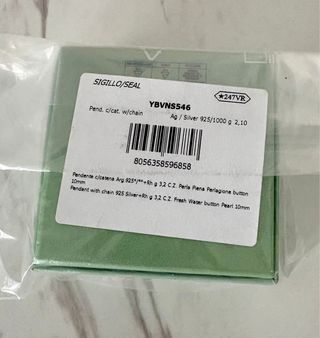 SIGILLO/SEAL
★247VR
YBVNS546
Pend. c/cat. w/chain Ag / Silver 925/1000 g 2,10
8056358596858
Pendente c/catena Arg.925*/**+Rh g 3,2 C.Z. Perla Piena Perlagione button
10mm
Pendant with chain 925 Silver+Rh g 3,2 C.Z. Fresh Water button Pearl 10mm